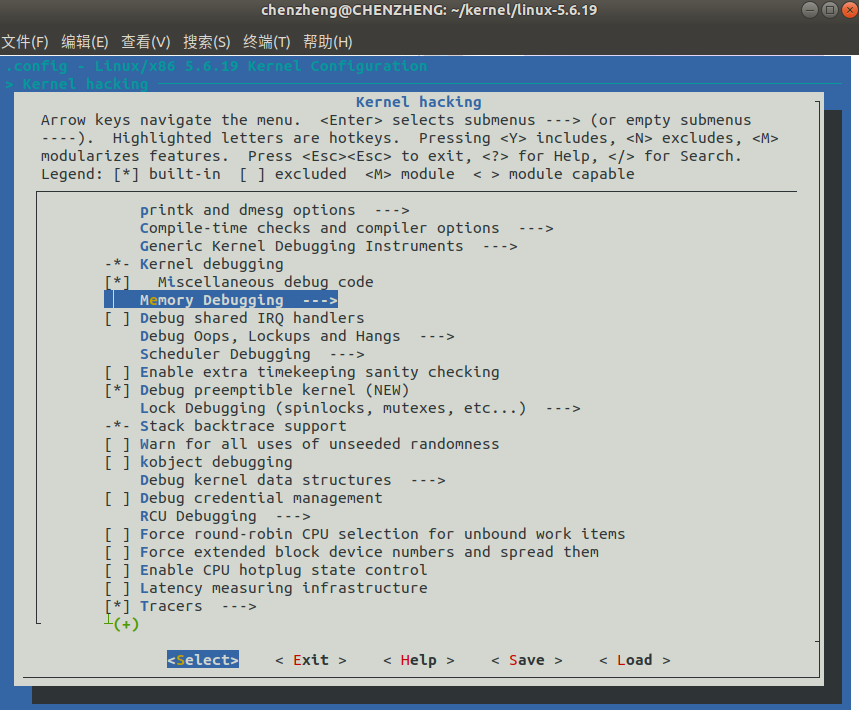 chenzheng@CHENZHENG: ~/kernel/linux-5.6.19
文件(F) 编辑(E) 查看(V) 搜索(S) 终端(T) 帮助(H)
.config - Linux/x86 5.6.19 Kernel Configuration
> Kernel hacking
Kernel hacking
Arrow keys navigate the menu.  <Enter> selects submenus ---> (or empty submenus
----).  Highlighted letters are hotkeys.  Pressing <Y> includes, <N> excludes, <M>
modularizes features.  Press <Esc><Esc> to exit, <?> for Help, </> for Search.
Legend: [*] built-in  [ ] excluded  <M> module  < > module capable
printk and dmesg options  --->
Compile-time checks and compiler options  --->
Generic Kernel Debugging Instruments  --->
-*- Kernel debugging
[*]   Miscellaneous debug code
Memory Debugging  --->
[ ] Debug shared IRQ handlers
Debug Oops, Lockups and Hangs  --->
Scheduler Debugging  --->
[ ] Enable extra timekeeping sanity checking
[*] Debug preemptible kernel (NEW)
Lock Debugging (spinlocks, mutexes, etc...)  --->
-*- Stack backtrace support
[ ] Warn for all uses of unseeded randomness
[ ] kobject debugging
Debug kernel data structures  --->
[ ] Debug credential management
RCU Debugging  --->
[ ] Force round-robin CPU selection for unbound work items
[ ] Force extended block device numbers and spread them
[ ] Enable CPU hotplug state control
[ ] Latency measuring infrastructure
[*] Tracers  --->
(+)
<Select>    < Exit >    < Help >    < Save >    < Load >